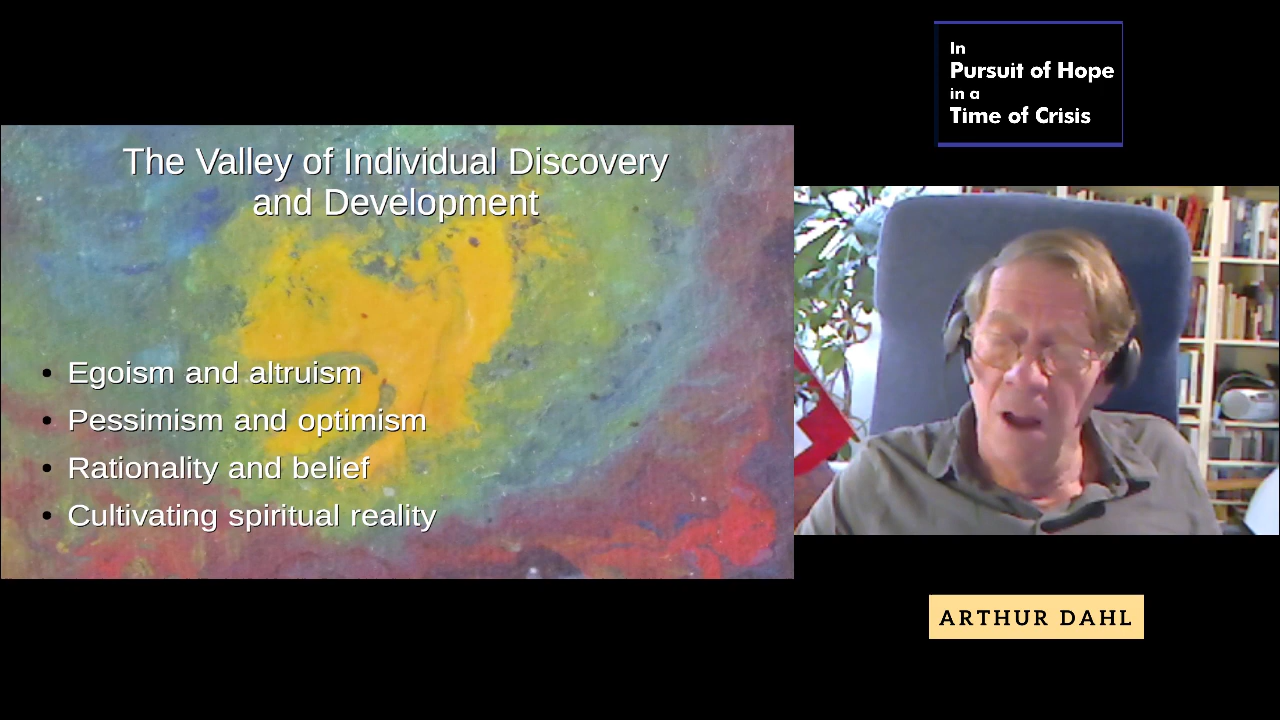 In
Pursuit of Hope
in a
Time of Crisis
The Valley of Individual Discovery
and Development
• Egoism and altruism
• Pessimism and optimism
• Rationality and belief
• Cultivating spiritual reality
ARTHUR DAHL